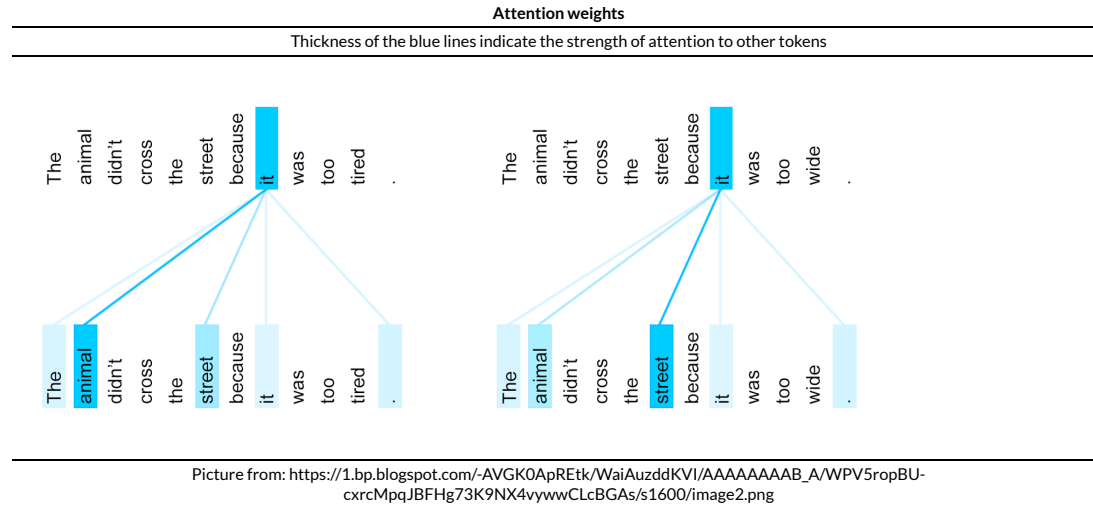 Attention weights
Thickness of the blue lines indicate the strength of attention to other tokens
The animal didn't cross the street because it was too tired .
The animal didn't cross the street because it was too wide .
The animal didn't cross the street because it was too tired .
The animal didn't cross the street because it was too wide .
Picture from: https://1.bp.blogspot.com/-AVGK0ApREtk/WaiAuzddKVI/AAAAAAAAB_A/WPV5ropBU-
cxrcMpqJBFHg73K9NX4vywwCLcBGAs/s1600/image2.png